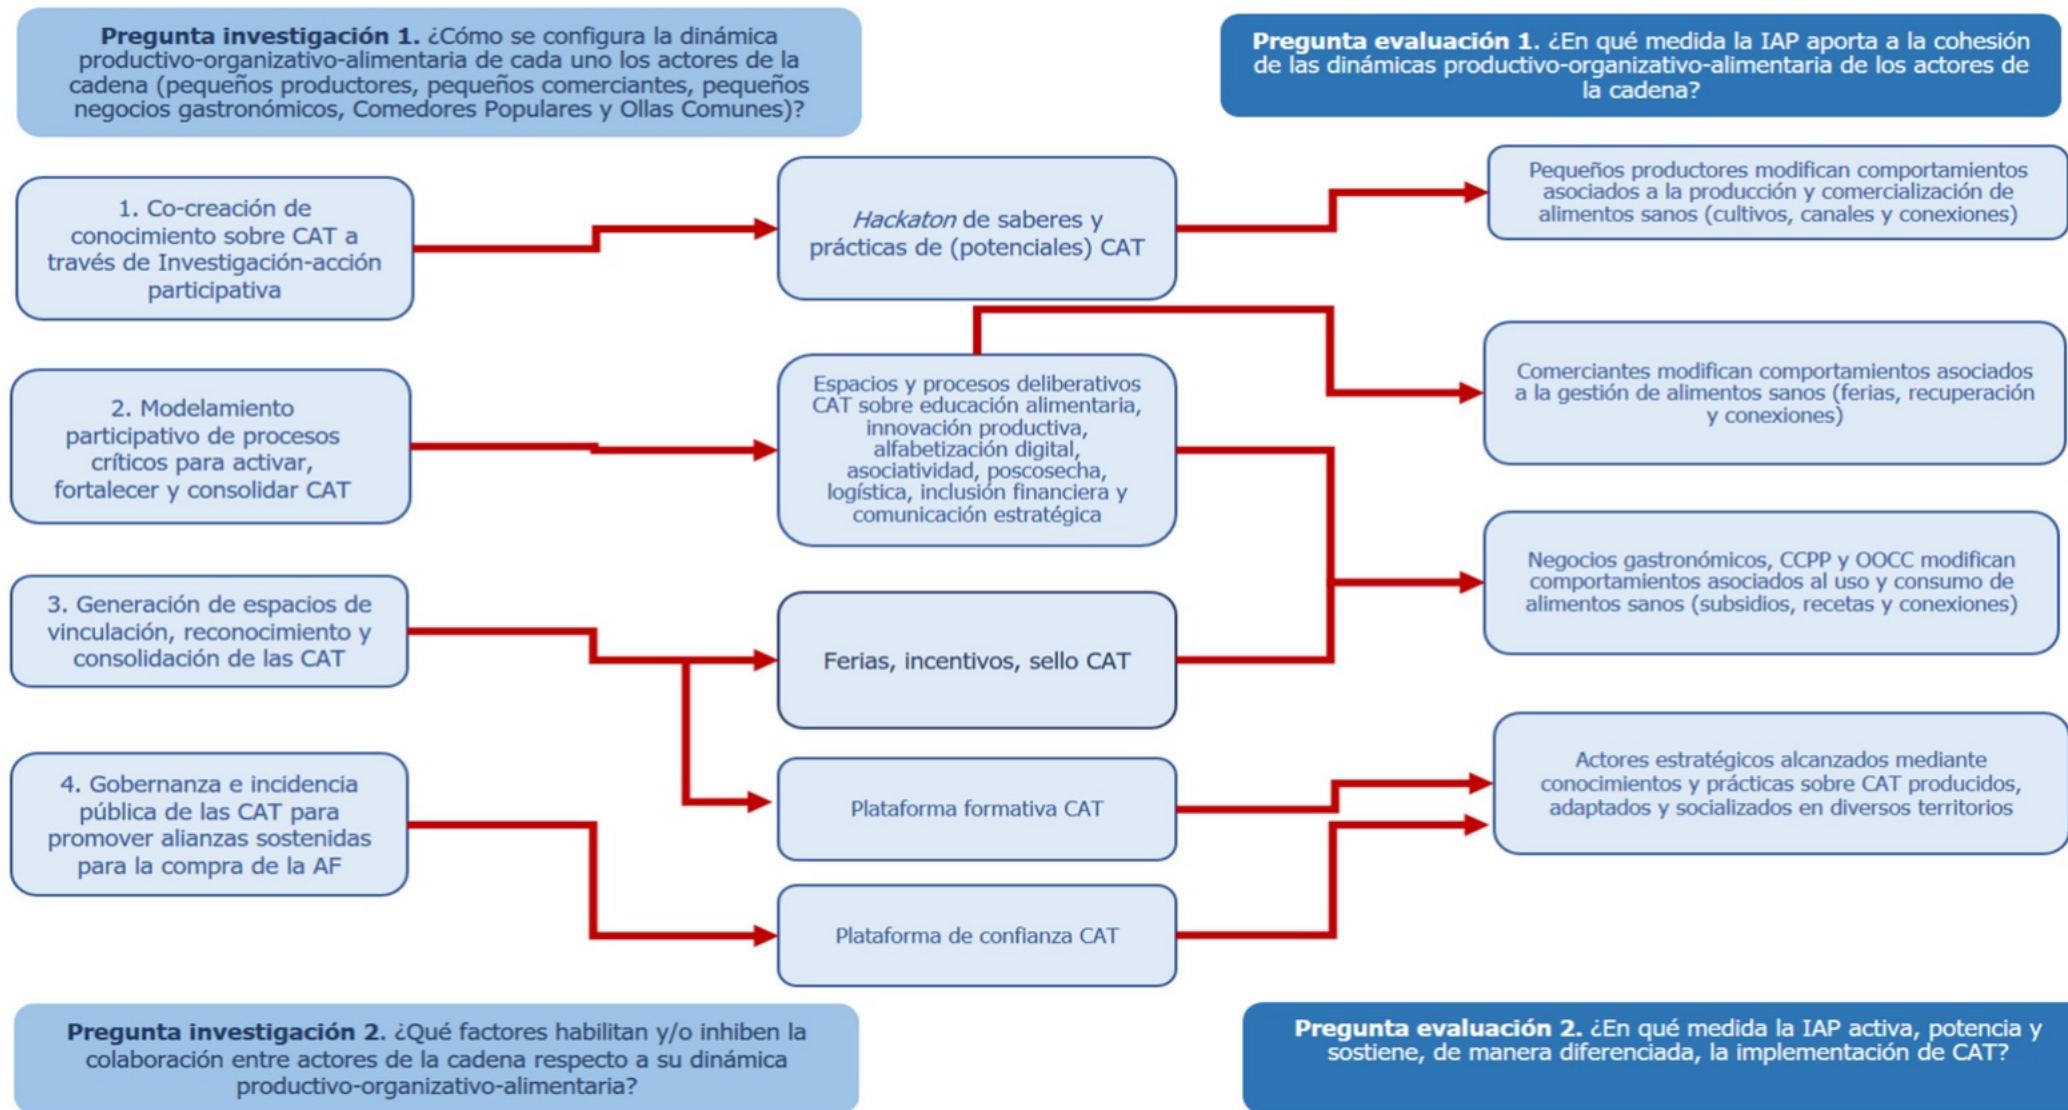 Pregunta investigación 1. ¿Cómo se configura la dinámica
productivo-organizativo-alimentaria de cada uno los actores de la
cadena (pequeños productores, pequeños comerciantes, pequeños
negocios gastronómicos, Comedores Populares y Ollas Comunes)?
Pregunta evaluación 1. ¿En qué medida la IAP aporta a la cohesión
de las dinámicas productivo-organizativo-alimentaria de los actores de
la cadena?
1. Co-creación de
conocimiento sobre CAT a
través de Investigación-acción
participativa
Hackaton de saberes y
prácticas de (potenciales) CAT
Pequeños productores modifican comportamientos
asociados a la producción y comercialización de
alimentos sanos (cultivos, canales y conexiones)
2. Modelamiento
participativo de procesos
críticos para activar,
fortalecer y consolidar CAT
Espacios y procesos deliberativos
CAT sobre educación alimentaria,
innovación productiva,
alfabetización digital,
asociatividad, poscosecha,
logística, inclusión financiera y
comunicación estratégica
Comerciantes modifican comportamientos asociados
a la gestión de alimentos sanos (ferias, recuperación
y conexiones)
3. Generación de espacios de
vinculación, reconocimiento y
consolidación de las CAT
Ferias, incentivos, sello CAT
Negocios gastronómicos, CCPP y OOCC modifican
comportamientos asociados al uso y consumo de
alimentos sanos (subsidios, recetas y conexiones)
4. Gobernanza e incidencia
pública de las CAT para
promover alianzas sostenidas
para la compra de la AF
Plataforma formativa CAT
Plataforma de confianza CAT
Actores estratégicos alcanzados mediante
conocimientos y prácticas sobre CAT producidos,
adaptados y socializados en diversos territorios
Pregunta investigación 2. ¿Qué factores habilitan y/o inhiben la
colaboración entre actores de la cadena respecto a su dinámica
productivo-organizativo-alimentaria?
Pregunta evaluación 2. ¿En qué medida la IAP activa, potencia y
sostiene, de manera diferenciada, la implementación de CAT?